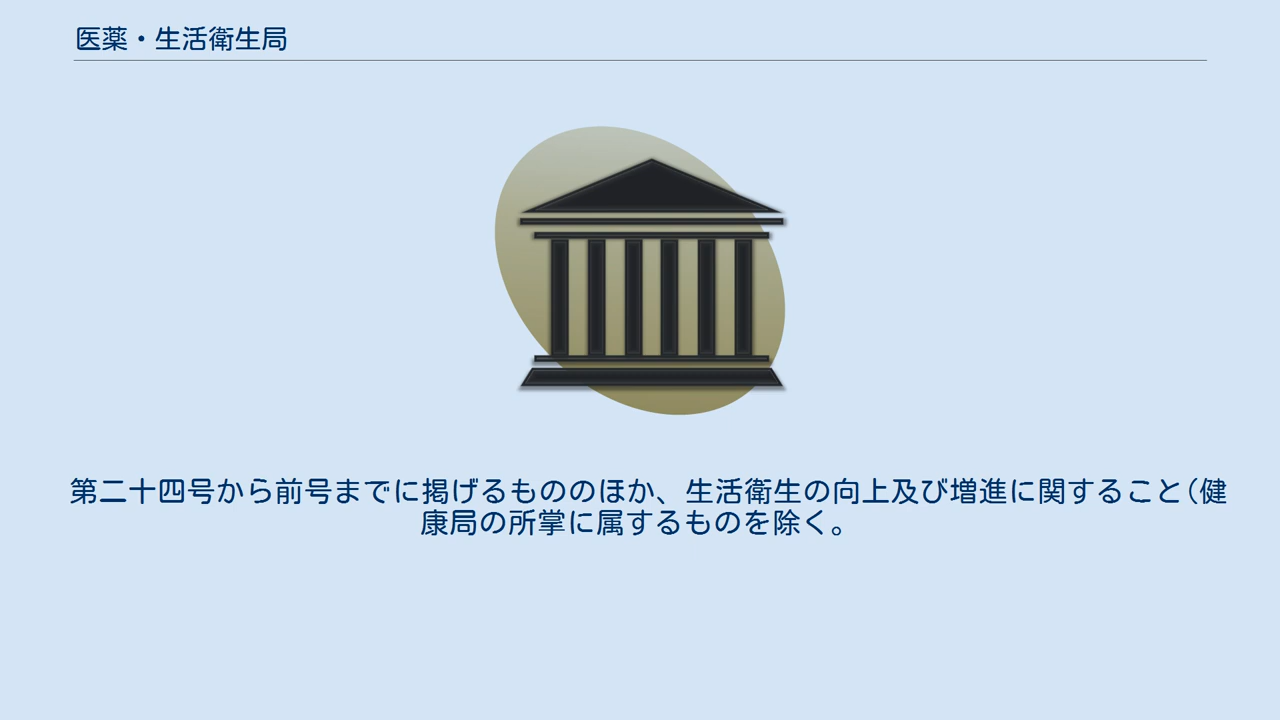 医薬・生活衛生局
第二十四号から前号までに掲げるもののほか、生活衛生の向上及び増進に関すること(健
康局の所掌に属するものを除く。